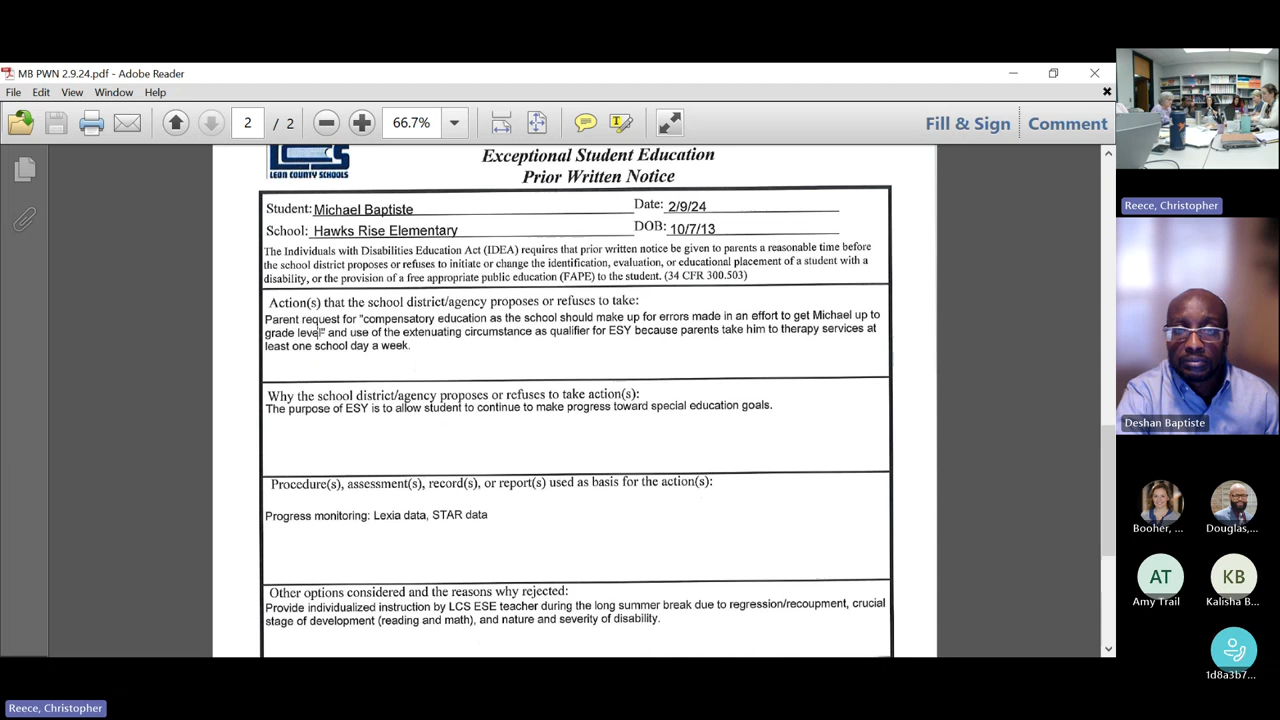 MB PWN 2.9.24.pdf - Adobe Reader
File Edit View Window Help
2 / 2 66.7% Fill & Sign Comment
LCS
LEON COUNTY SCHOOLS
Exceptional Student Education
Prior Written Notice
Student: Michael Baptiste Date: 2/9/24
School: Hawks Rise Elementary DOB: 10/7/13
The Individuals with Disabilities Education Act (IDEA) requires that prior written notice be given to parents a reasonable time before
the school district proposes or refuses to initiate or change the identification, evaluation, or educational placement of a student with a
disability, or the provision of a free appropriate public education (FAPE) to the student. (34 CFR 300.503)
Action(s) that the school district/agency proposes or refuses to take:
Parent request for "compensatory education as the school should make up for errors made in an effort to get Michael up to
grade level" and use of the extenuating circumstance as qualifier for ESY because parents take him to therapy services at
least one school day a week.
Why the school district/agency proposes or refuses to take action(s):
The purpose of ESY is to allow student to continue to make progress toward special education goals.
Procedure(s), assessment(s), record(s), or report(s) used as basis for the action(s):
Progress monitoring: Lexia data, STAR data
Other options considered and the reasons why rejected:
Provide individualized instruction by LCS ESE teacher during the long summer break due to regression/recoupment, crucial
stage of development (reading and math), and nature and severity of disability.
Reece, Christopher
Deshan Baptiste
Booher, ... Douglas,...
AT KB
Amy Trail Kalisha B...
1d8a3b7...
Reece, Christopher